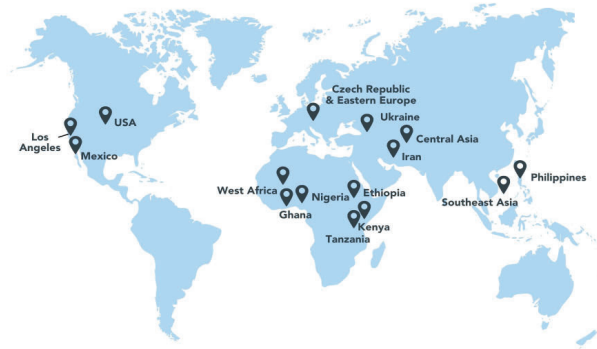 Czech Republic
& Eastern Europe
Ukraine
USA
Los
Angeles
Central Asia
Mexico
Iran
Philippines
West Africa
Nigeria
Ethiopia
Southeast Asia
Ghana
Kenya
Tanzania